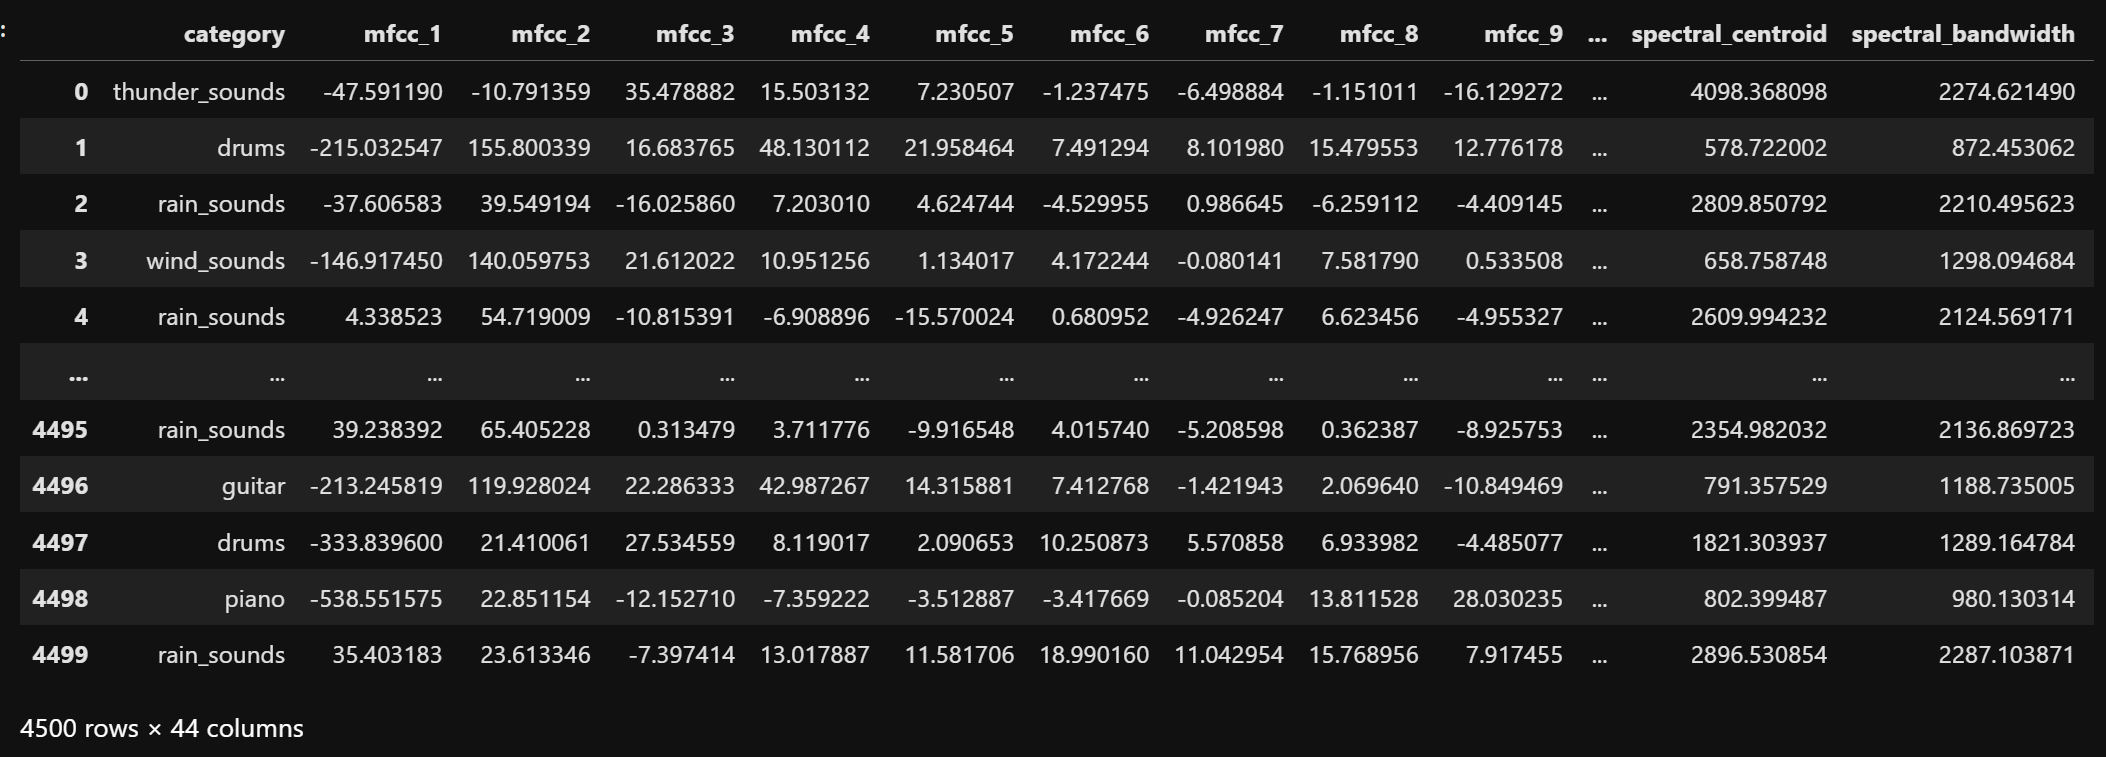 :
category mfcc_1 mfcc_2 mfcc_3 mfcc_4 mfcc_5 mfcc_6 mfcc_7 mfcc_8 mfcc_9 ... spectral_centroid spectral_bandwidth
0 thunder_sounds -47.591190 -10.791359 35.478882 15.503132 7.230507 -1.237475 -6.498884 -1.151011 -16.129272 ... 4098.368098 2274.621490
1 drums -215.032547 155.800339 16.683765 48.130112 21.958464 7.491294 8.101980 15.479553 12.776178 ... 578.722002 872.453062
2 rain_sounds -37.606583 39.549194 -16.025860 7.203010 4.624744 -4.529955 0.986645 -6.259112 -4.409145 ... 2809.850792 2210.495623
3 wind_sounds -146.917450 140.059753 21.612022 10.951256 1.134017 4.172244 -0.080141 7.581790 0.533508 ... 658.758748 1298.094684
4 rain_sounds 4.338523 54.719009 -10.815391 -6.908896 -15.570024 0.680952 -4.926247 6.623456 -4.955327 ... 2609.994232 2124.569171
... ... ... ... ... ... ... ... ... ... ... ... ... ...
4495 rain_sounds 39.238392 65.405228 0.313479 3.711776 -9.916548 4.015740 -5.208598 0.362387 -8.925753 ... 2354.982032 2136.869723
4496 guitar -213.245819 119.928024 22.286333 42.987267 14.315881 7.412768 -1.421943 2.069640 -10.849469 ... 791.357529 1188.735005
4497 drums -333.839600 21.410061 27.534559 8.119017 2.090653 10.250873 5.570858 6.933982 -4.485077 ... 1821.303937 1289.164784
4498 piano -538.551575 22.851154 -12.152710 -7.359222 -3.512887 -3.417669 -0.085204 13.811528 28.030235 ... 802.399487 980.130314
4499 rain_sounds 35.403183 23.613346 -7.397414 13.017887 11.581706 18.990160 11.042954 15.768956 7.917455 ... 2896.530854 2287.103871
4500 rows × 44 columns